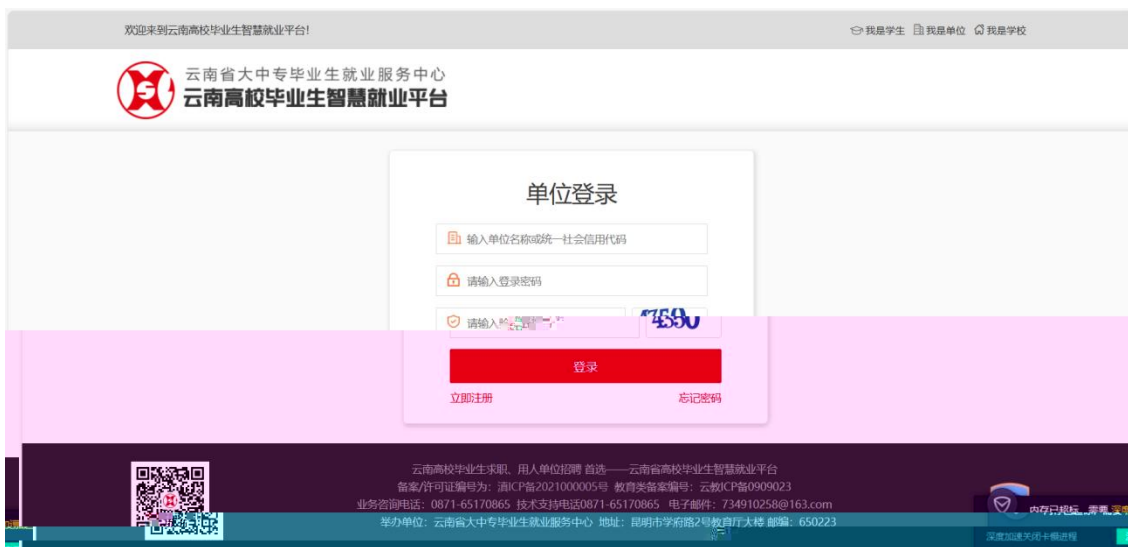 欢迎来到云南高校毕业生智慧就业平台!
我是学生 我是单位 我是学校
云南省大中专毕业生就业服务中心
云南高校毕业生智慧就业平台
单位登录
输入单位名称或统一社会信用代码
请输入登录密码
请输入
登录
立即注册 忘记密码
云南高校毕业生求职、用人单位招聘 首选——云南省高校毕业生智慧就业平台
备案/许可证编号为:滇ICP备2021000005号 教育类备案编号:云教ICP备0909023
业务咨询电话:0871-65170865 技术支持电话0871-65170865 电子邮件:734910258@163.com
举办单位:云南省大中专毕业生就业服务中心 地址:昆明市学府路2号教育厅大楼 邮编:650223
内存已超标,需要
深度加速关闭卡慢进程